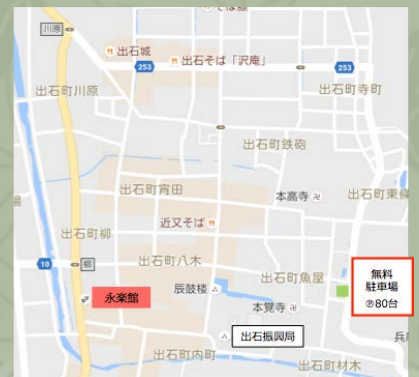 川原
出石城
出石そば「沢庵」
253
253
出石町川原
出石町寺町
出石町鉄砲
出石町宵田
本高寺
出石町東條
近又そば
出石町柳
出石町八木
10
柳
出石町魚屋
無料
駐車場
㋐80台
永楽館
辰鼓楼
本覚寺
出石振興局
出石町内町
出石町材木